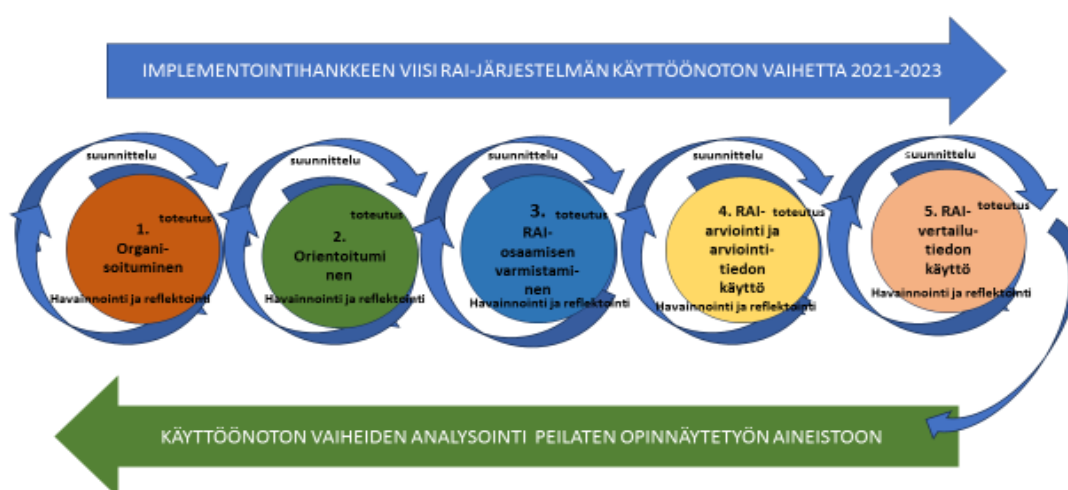 IMPLEMENTOINTIHANKKEEN VIISI RAI-JÄRJESTELMÄN KÄYTTÖÖNOTON VAIHETTA 2021-2023
suunnittelu
toteutus
1.
Organi-
soituminen
Havainnointi ja reflektointi
suunnittelu
toteutus
2.
Orientoitumi
nen
Havainnointi ja reflektointi
suunnittelu
3.
toteutus
RAI-
osaamisen
varmistami-
nen
Havainnointi ja reflektointi
suunnittelu
4. RAI-
toteutus
arviointi ja
arviointi-
tiedon
käyttö
Havainnointi ja reflektointi
suunnittelu
toteutus
5. RAI-
vertailu-
tiedon
käyttö
Havainnointi ja reflektointi
KÄYTTÖÖNOTON VAIHEIDEN ANALYSOINTI PEILATEN OPINNÄYTETYÖN AINEISTOON